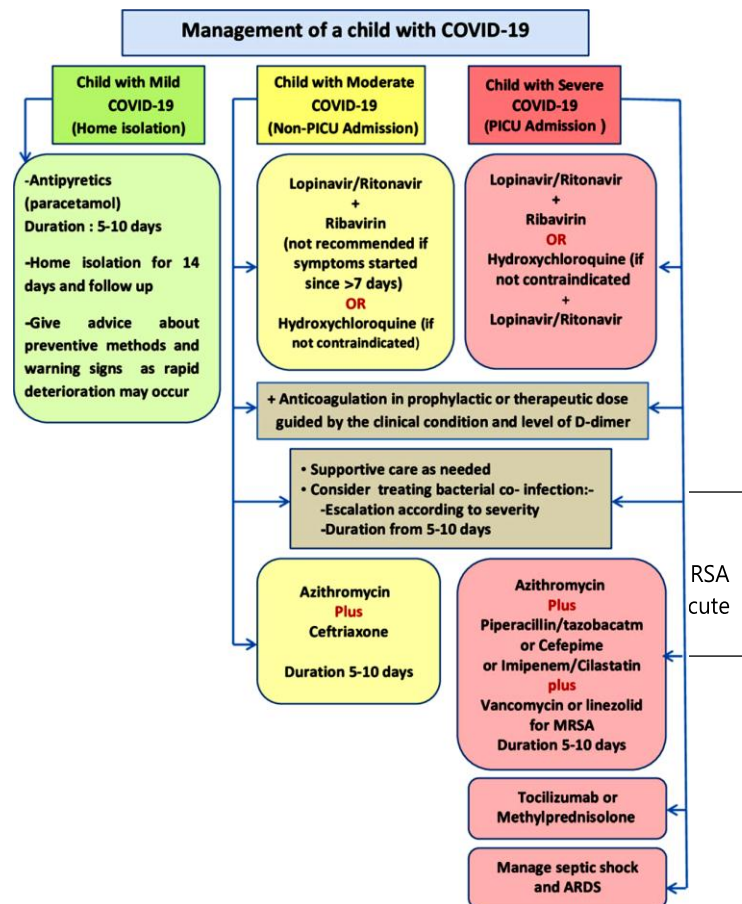 Management of a child with COVID-19
Child with Mild
COVID-19
(Home isolation)
-Antipyretics
(paracetamol)
Duration : 5-10 days
-Home isolation for 14
days and follow up
-Give advice about
preventive methods and
warning signs as rapid
deterioration may occur
Child with Moderate
COVID-19
(Non-PICU Admission)
Lopinavir/Ritonavir
+
Ribavirin
(not recommended if
symptoms started
since >7 days)
OR
Hydroxychloroquine (if
not contraindicated)
Child with Severe
COVID-19
(PICU Admission )
Lopinavir/Ritonavir
+
Ribavirin
OR
Hydroxychloroquine (if
not contraindicated
+
Lopinavir/Ritonavir
+ Anticoagulation in prophylactic or therapeutic dose
guided by the clinical condition and level of D-dimer
• Supportive care as needed
• Consider treating bacterial co- infection:-
-Escalation according to severity
-Duration from 5-10 days
Azithromycin
Plus
Ceftriaxone
Duration 5-10 days
Azithromycin
Plus
Piperacillin/tazobacatm
or Cefepime
or Imipenem/Cilastatin
plus
Vancomycin or linezolid
for MRSA
Duration 5-10 days
RSA
cute
Tocilizumab or
Methylprednisolone
Manage septic shock
and ARDS